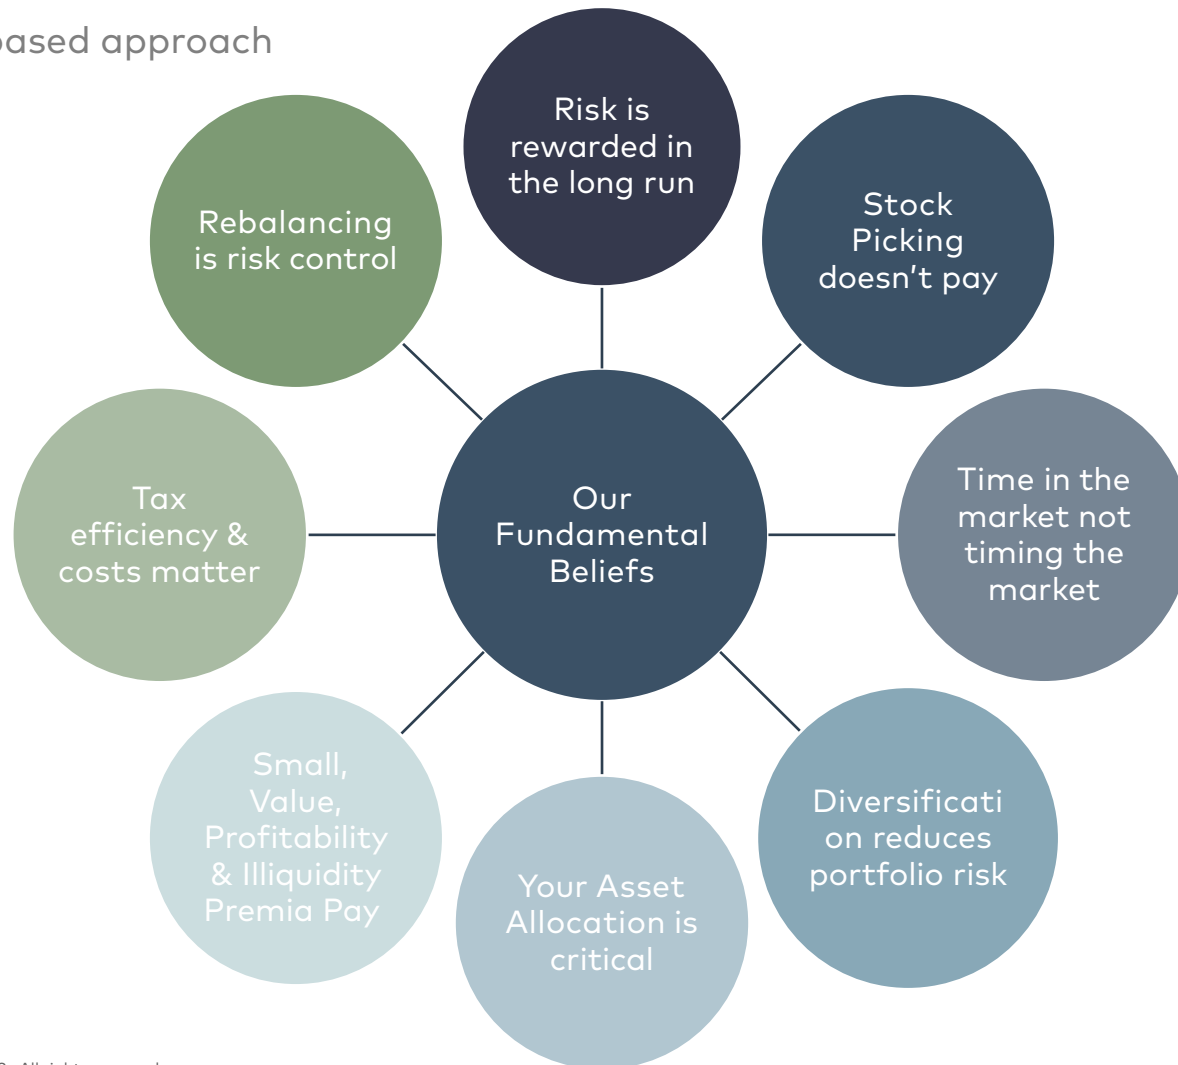 based approach
Risk is
rewarded in
the long run
Stock
Picking
doesn't pay
Time in the
market not
timing the
market
Diversificati
on reduces
portfolio risk
Your Asset
Allocation is
critical
Small,
Value,
Profitability
& Illiquidity
Premia Pay
Tax
efficiency &
costs matter
Rebalancing
is risk control
Our
Fundamental
Beliefs